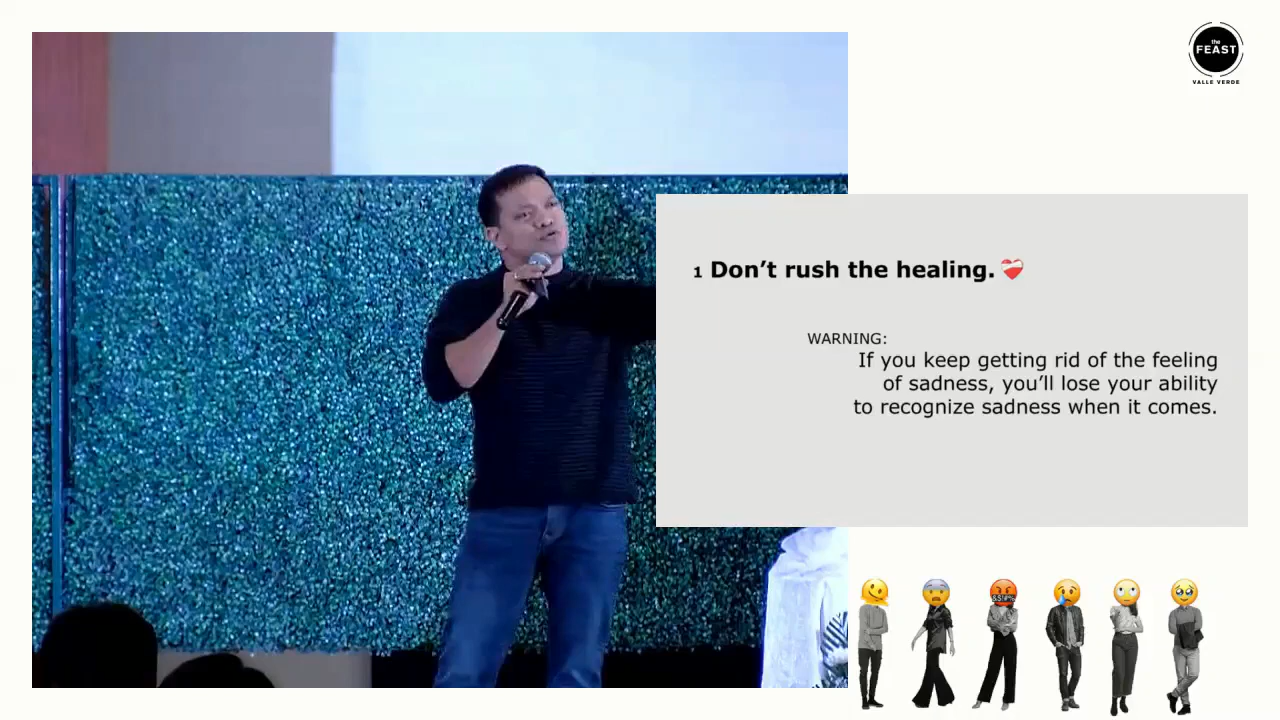 the
FEAST
VALLE VERDE
1 Don’t rush the healing.
WARNING:
If you keep getting rid of the feeling
of sadness, you’ll lose your ability
to recognize sadness when it comes.
&$!#%